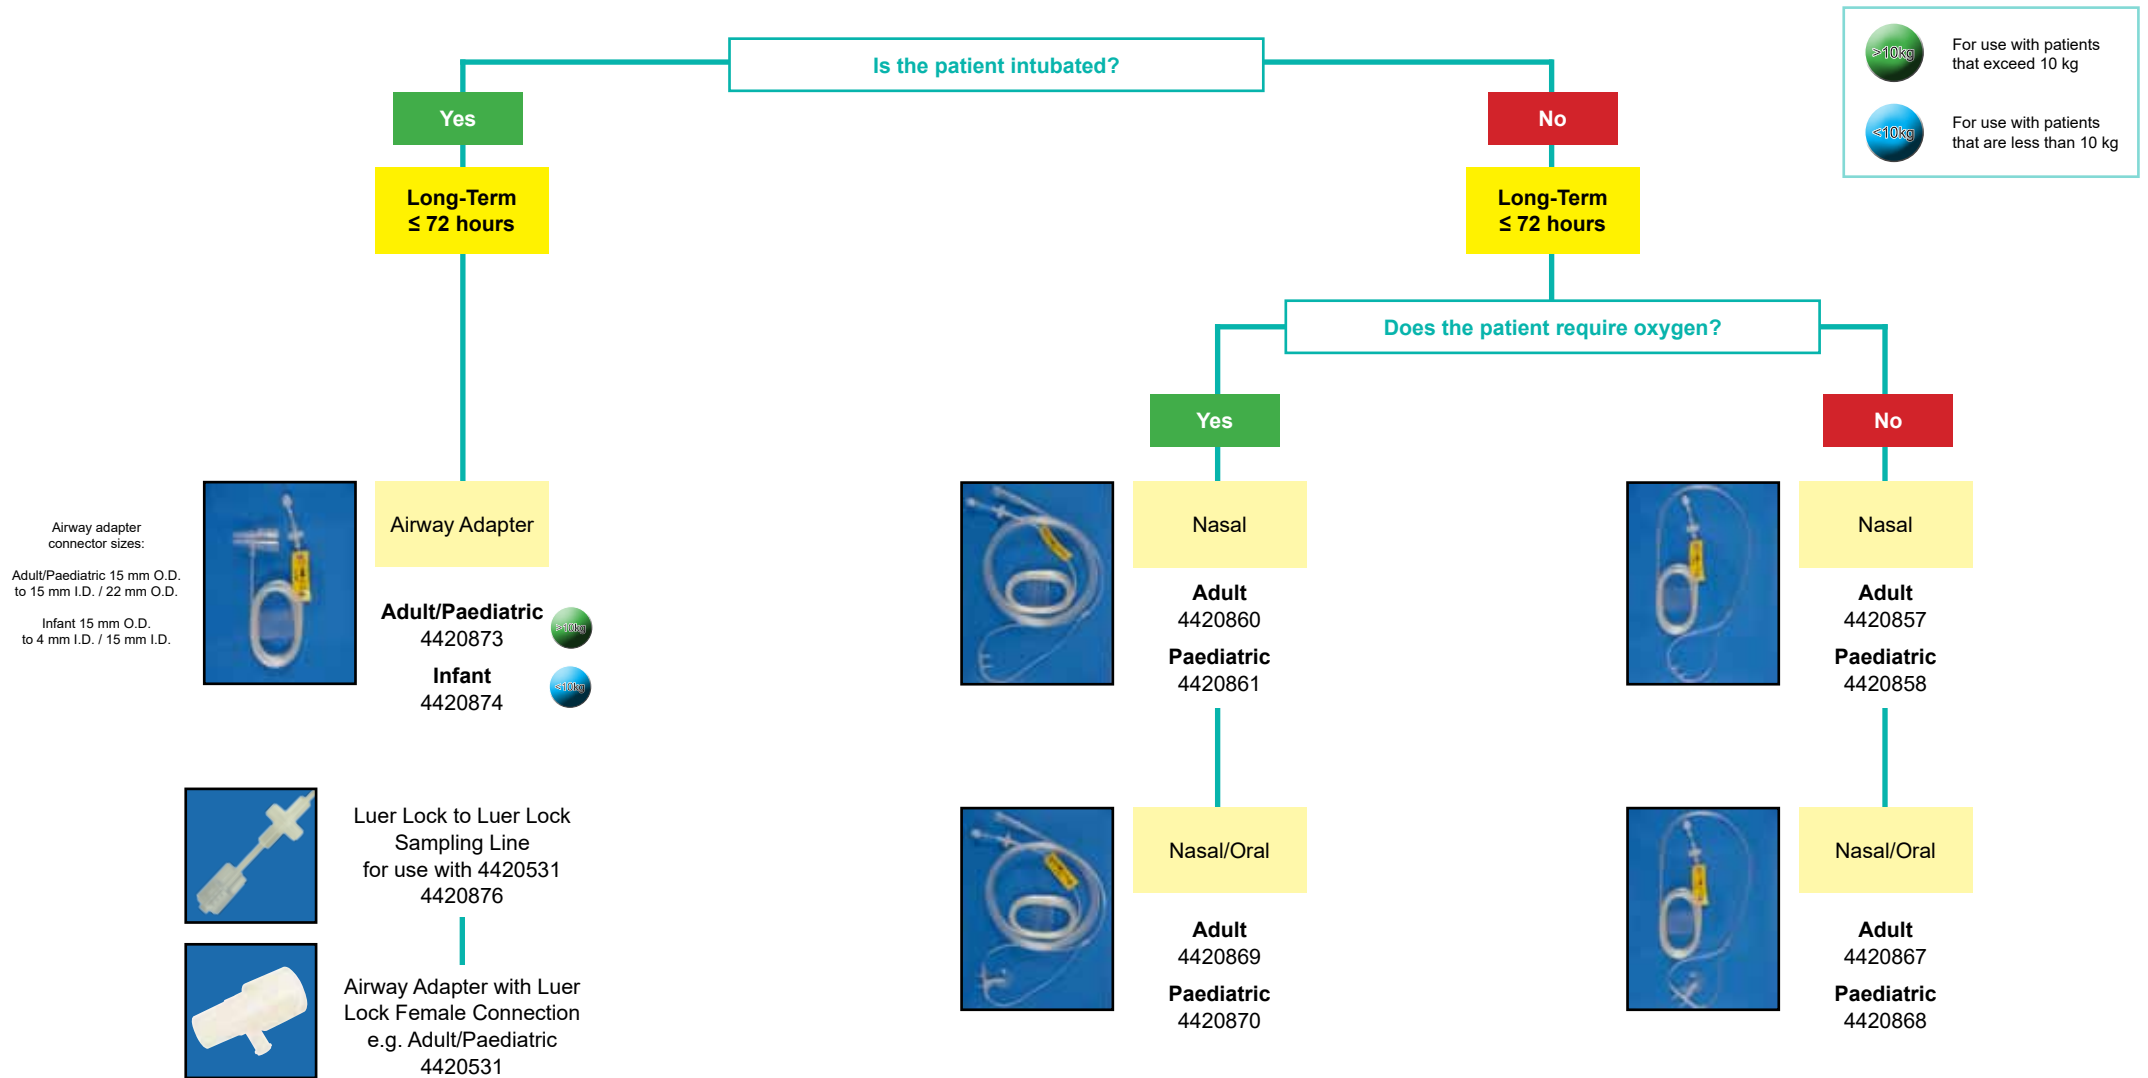 Is the patient intubated?
>10kg
For use with patients
that exceed 10 kg
<10kg
For use with patients
that are less than 10 kg
Yes
No
Long-Term
≤ 72 hours
Long-Term
≤ 72 hours
Does the patient require oxygen?
Yes
No
Airway adapter
connector sizes:
Adult/Paediatric 15 mm O.D.
to 15 mm I.D. / 22 mm O.D.
Infant 15 mm O.D.
to 4 mm I.D. / 15 mm I.D.
Airway Adapter
Adult/Paediatric
4420873
>10kg
Infant
4420874
<10kg
Nasal
Adult
4420860
Paediatric
4420861
Nasal
Adult
4420857
Paediatric
4420858
Luer Lock to Luer Lock
Sampling Line
for use with 4420531
4420876
Airway Adapter with Luer
Lock Female Connection
e.g. Adult/Paediatric
4420531
Nasal/Oral
Adult
4420869
Paediatric
4420870
Nasal/Oral
Adult
4420867
Paediatric
4420868